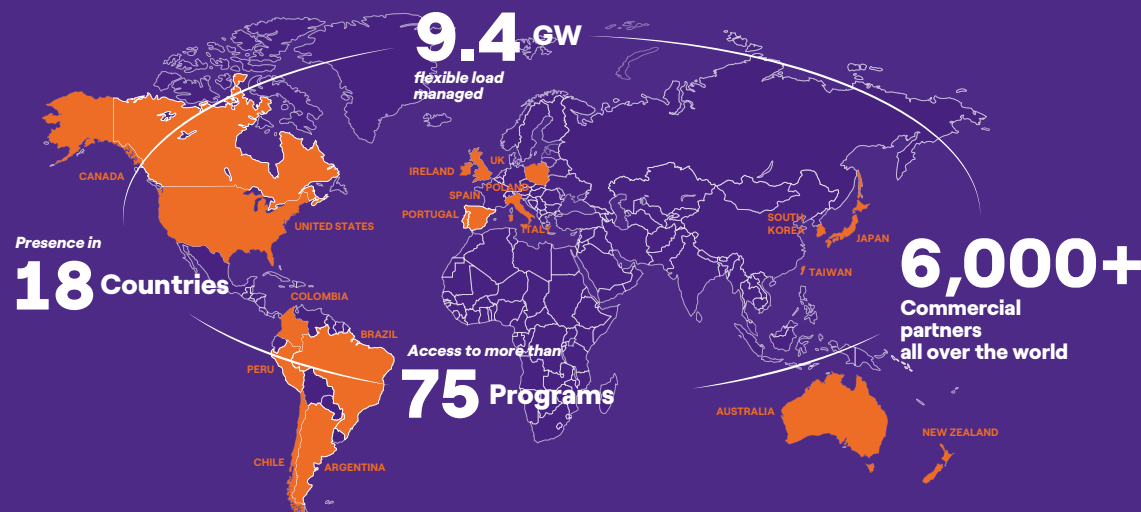 9.4 GW
flexible load
managed
CANADA
UNITED STATES
IRELAND
UK
POLAND
SPAIN
PORTUGAL
ITALY
SOUTH
KOREA
JAPAN
TAIWAN
Presence in
18 Countries
6,000+
Commercial
partners
all over the world
COLOMBIA
BRAZIL
PERU
CHILE
ARGENTINA
Access to more than
75 Programs
AUSTRALIA
NEW ZEALAND